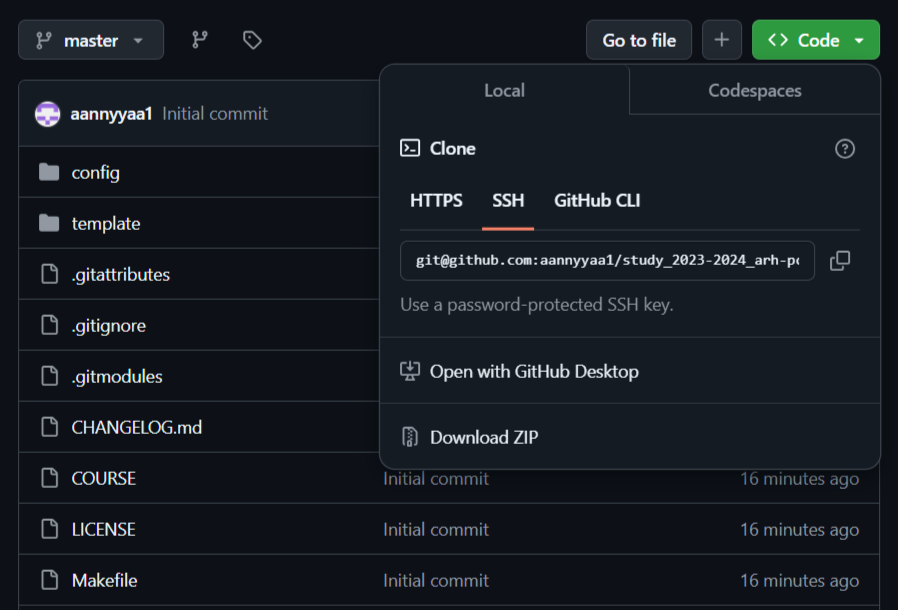 master
Go to file
Code
Local
Codespaces
aannyyaa1 Initial commit
Clone
config
HTTPS
SSH
GitHub CLI
template
git@github.com:aannyyaa1/study_2023-2024_arh-pc
.gitattributes
Use a password-protected SSH key.
.gitignore
Open with GitHub Desktop
.gitmodules
CHANGELOG.md
Download ZIP
COURSE Initial commit 16 minutes ago
LICENSE Initial commit 16 minutes ago
Makefile Initial commit 16 minutes ago